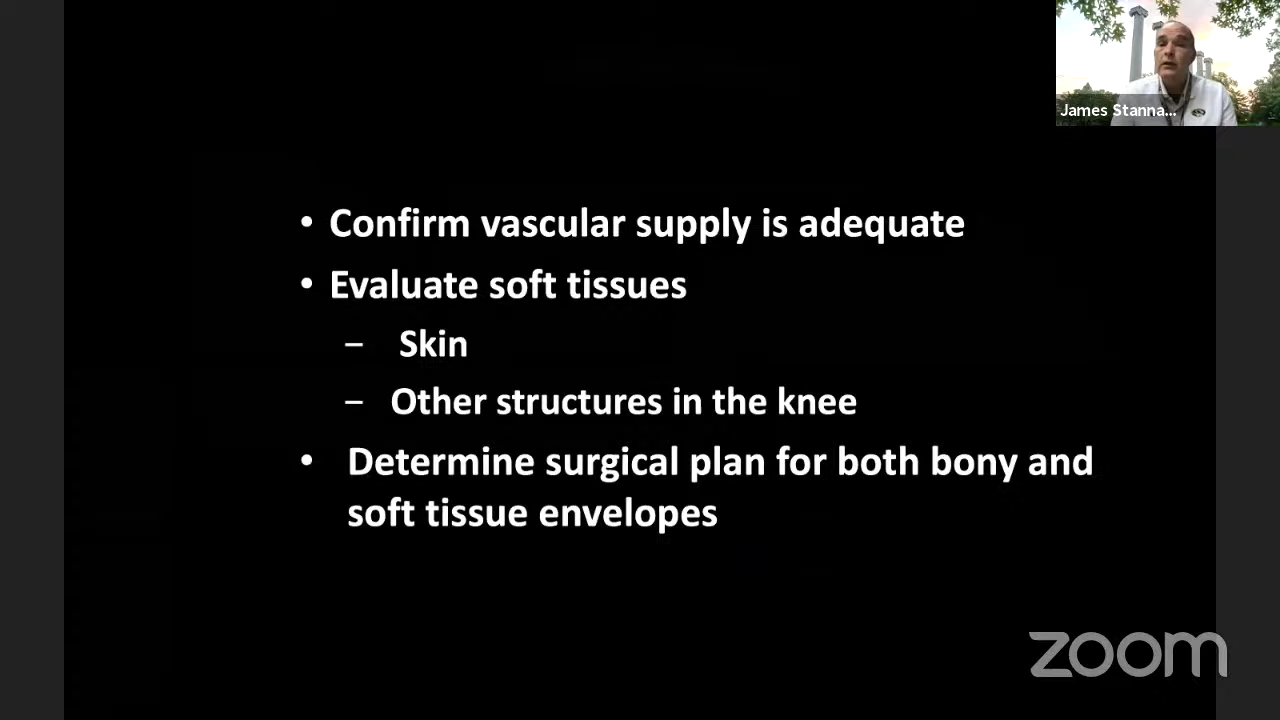 James Stanna...
• Confirm vascular supply is adequate
• Evaluate soft tissues
– Skin
– Other structures in the knee
• Determine surgical plan for both bony and
soft tissue envelopes
zoom